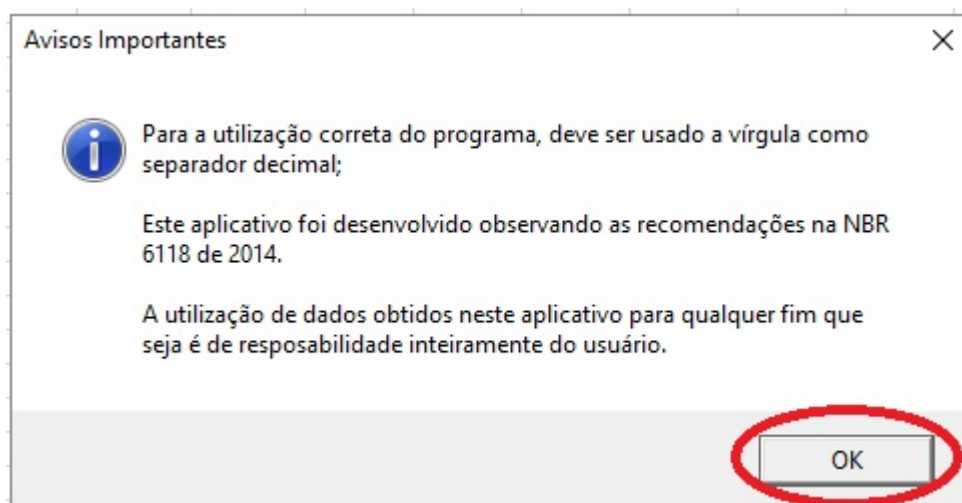 Avisos Importantes
Para a utilização correta do programa, deve ser usado a vírgula como
separador decimal;
Este aplicativo foi desenvolvido observando as recomendações na NBR
6118 de 2014.
A utilização de dados obtidos neste aplicativo para qualquer fim que
seja é de resposabilidade inteiramente do usuário.
OK